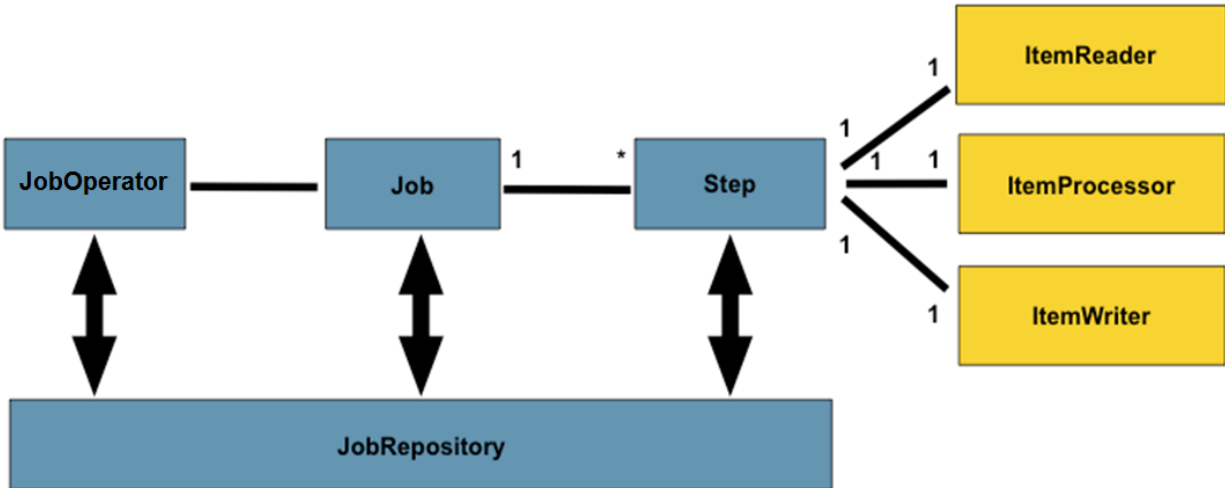 ItemReader
1
1
1
*
1
1
JobOperator
Job
Step
ItemProcessor
1
1
ItemWriter
JobRepository